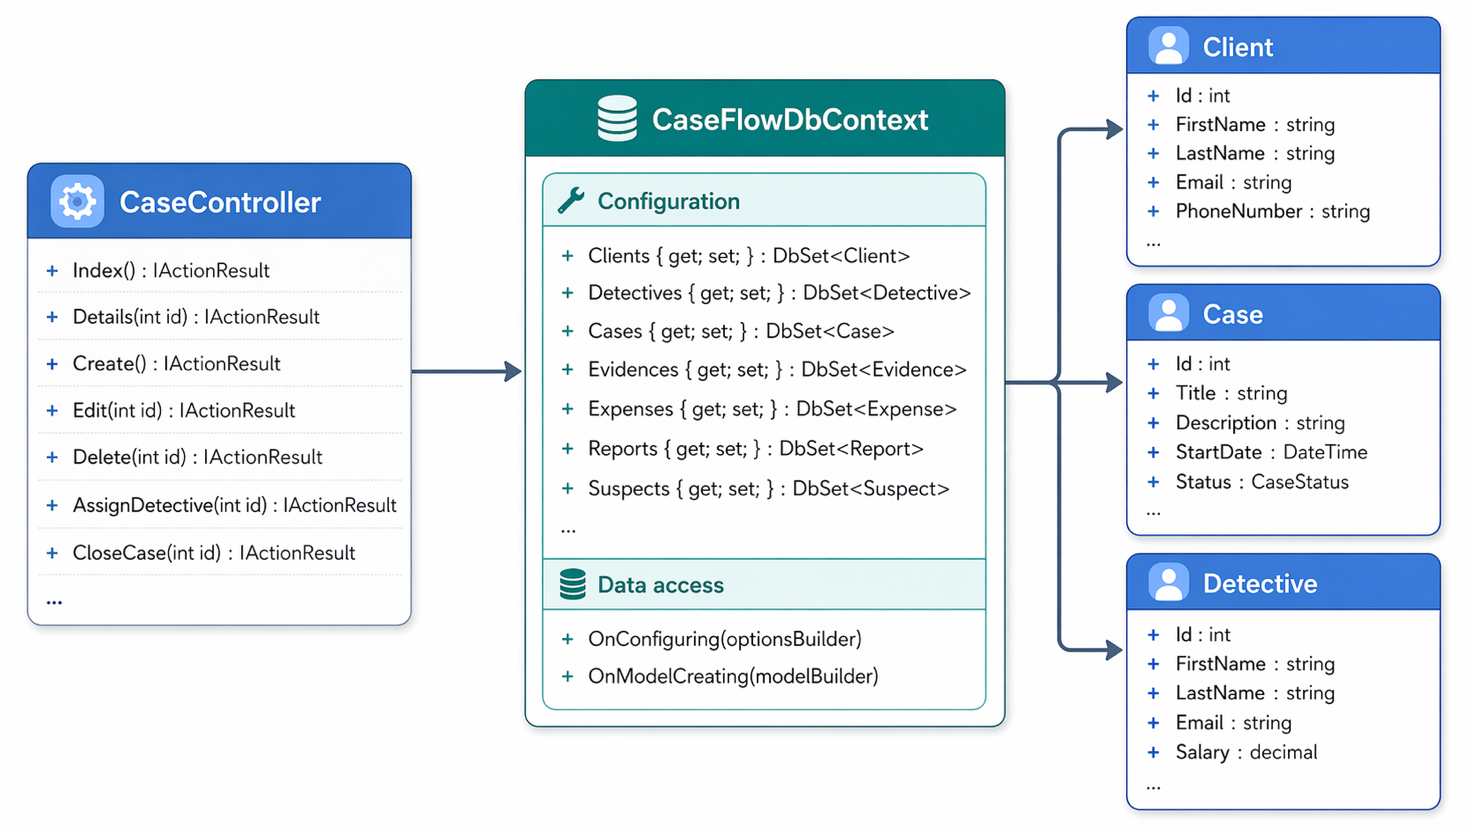 CaseController
+ Index() : IActionResult
+ Details(int id) : IActionResult
+ Create() : IActionResult
+ Edit(int id) : IActionResult
+ Delete(int id) : IActionResult
+ AssignDetective(int id) : IActionResult
+ CloseCase(int id) : IActionResult
...
CaseFlowDbContext
Configuration
+ Clients { get; set; } : DbSet<Client>
+ Detectives { get; set; } : DbSet<Detective>
+ Cases { get; set; } : DbSet<Case>
+ Evidences { get; set; } : DbSet<Evidence>
+ Expenses { get; set; } : DbSet<Expense>
+ Reports { get; set; } : DbSet<Report>
+ Suspects { get; set; } : DbSet<Suspect>
...
Data access
+ OnConfiguring(optionsBuilder)
+ OnModelCreating(modelBuilder)
Client
+ Id : int
+ FirstName : string
+ LastName : string
+ Email : string
+ PhoneNumber : string
...
Case
+ Id : int
+ Title : string
+ Description : string
+ StartDate : DateTime
+ Status : CaseStatus
...
Detective
+ Id : int
+ FirstName : string
+ LastName : string
+ Email : string
+ Salary : decimal
...